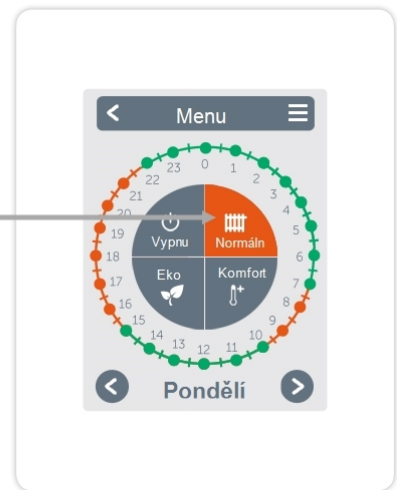 Menu
23 0 1
22 2
21 3
20 4
19 5
18 6
17 7
16 8
15 9
14 10
13 12 11
Vypnu
Normáln
Eko
Komfort
Pondělí